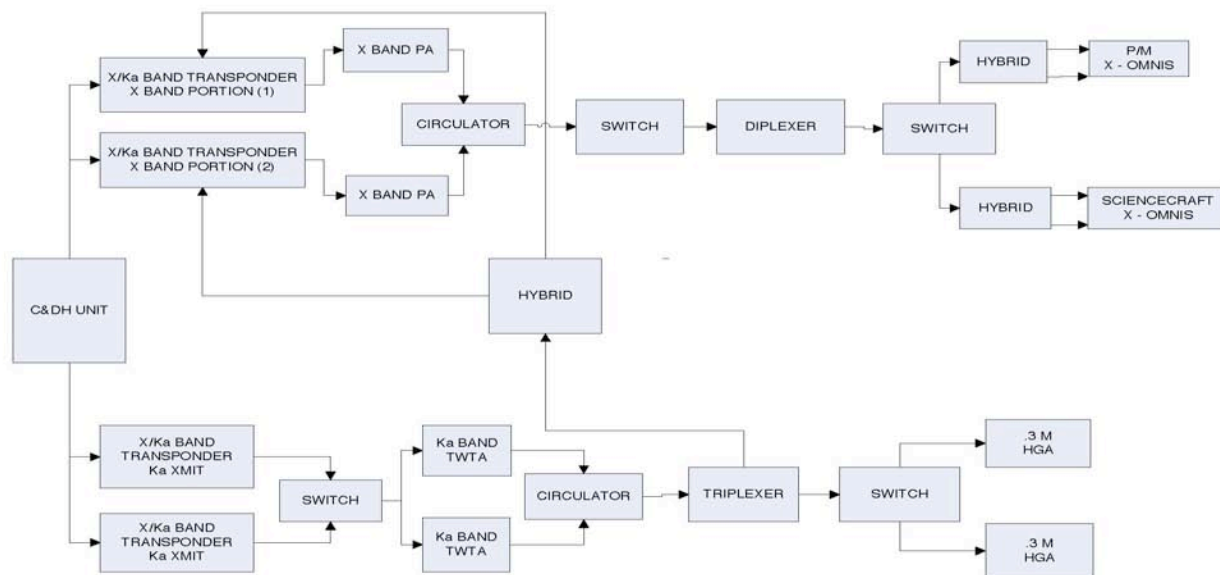 X BAND PA
P/M
X - OMNIS
HYBRID
X/Ka BAND TRANSPONDER
X BAND PORTION (1)
CIRCULATOR
SWITCH
DIPLEXER
SWITCH
X/Ka BAND TRANSPONDER
X BAND PORTION (2)
X BAND PA
HYBRID
SCIENCECRAFT
X - OMNIS
C&DH UNIT
HYBRID
X/Ka BAND
TRANSPONDER
Ka XMIT
Ka BAND
TWTA
.3 M
HGA
SWITCH
CIRCULATOR
TRIPLEXER
SWITCH
X/Ka BAND
TRANSPONDER
Ka XMIT
Ka BAND
TWTA
.3 M
HGA